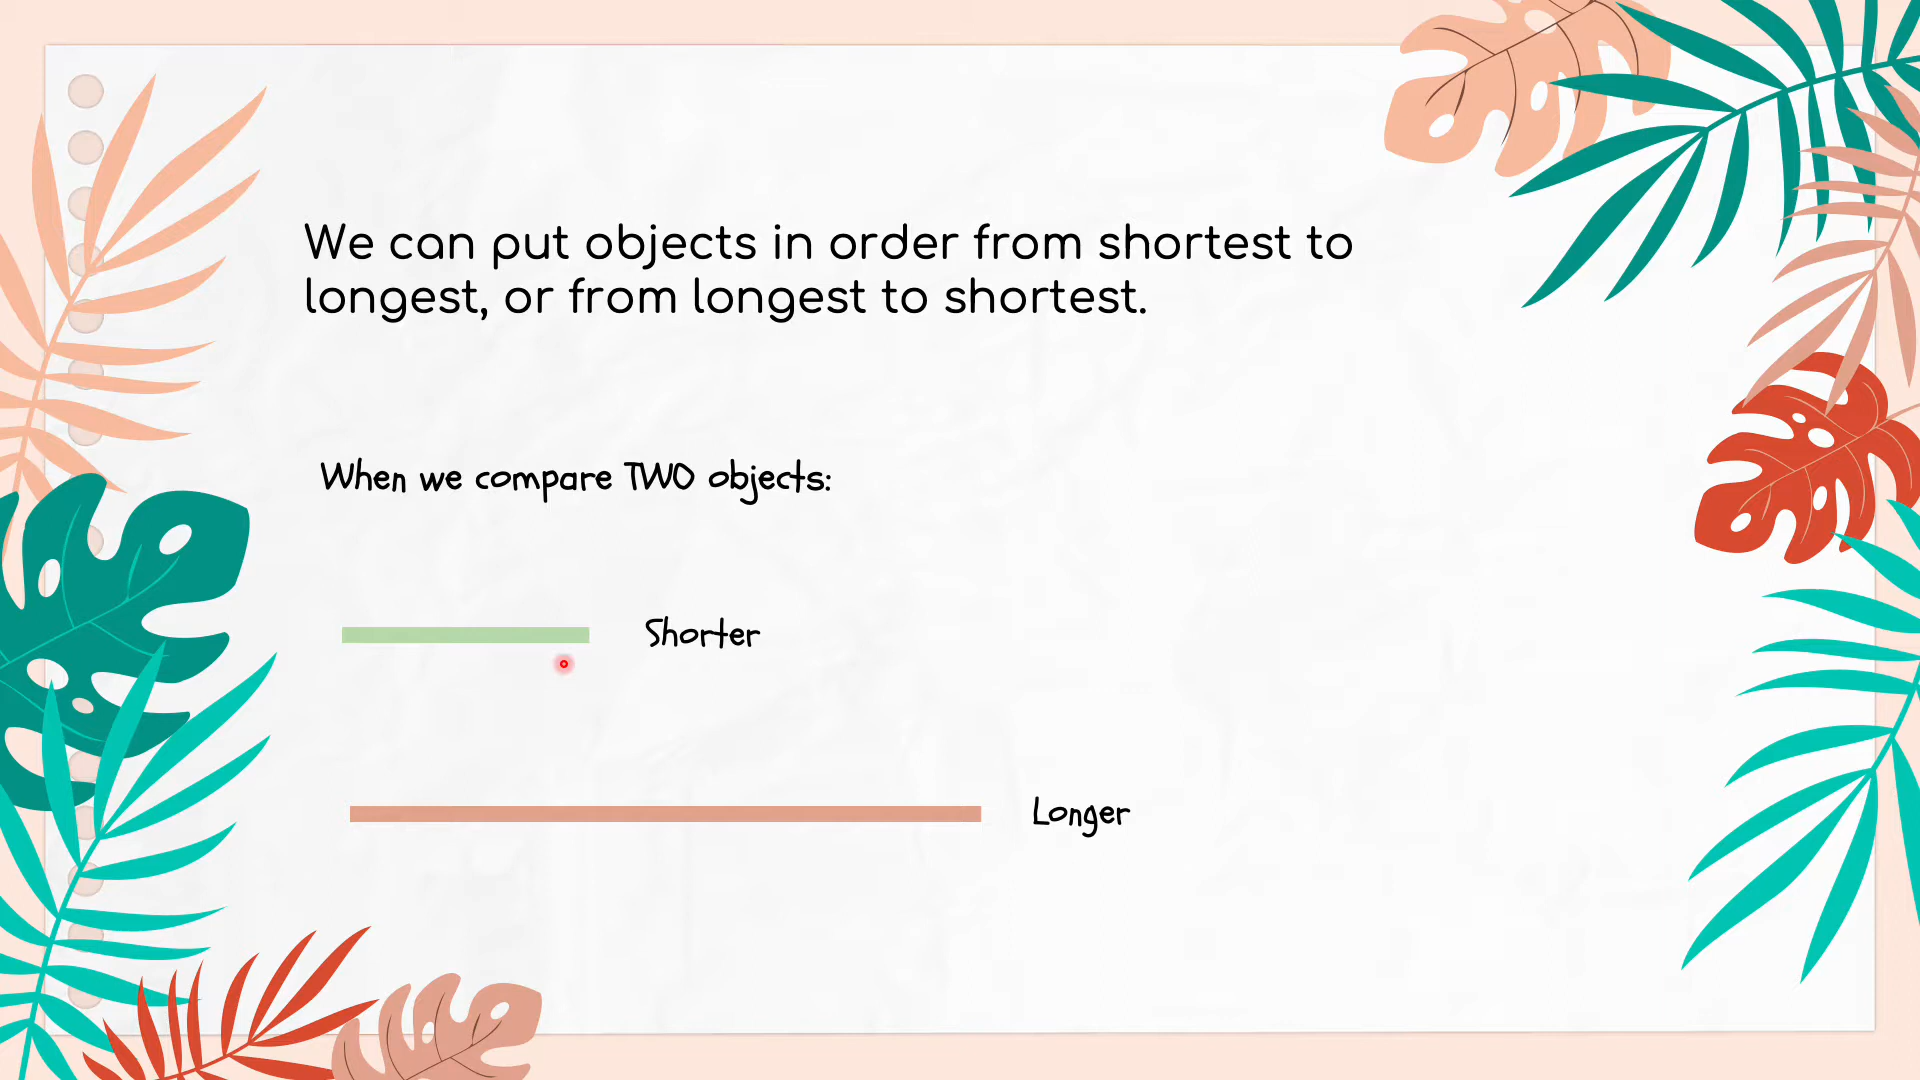 We can put objects in order from shortest to
longest, or from longest to shortest.
When we compare TWO objects:
Shorter
Longer